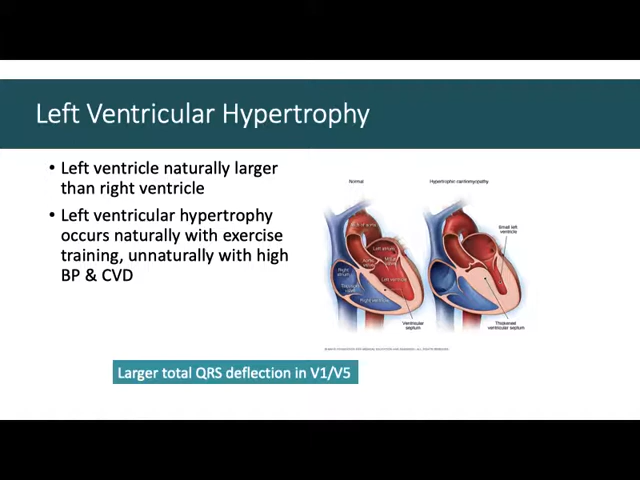 Left Ventricular Hypertrophy
• Left ventricle naturally larger
than right ventricle
• Left ventricular hypertrophy
occurs naturally with exercise
training, unnaturally with high
BP & CVD
Normal
Hypertrophic cardiomyopathy
Small left
ventricle
Left atrium
Right
atrium
Left ventricle
Right ventricle
Ventricular
septum
Thickened
ventricular septum
Larger total QRS deflection in V1/V5